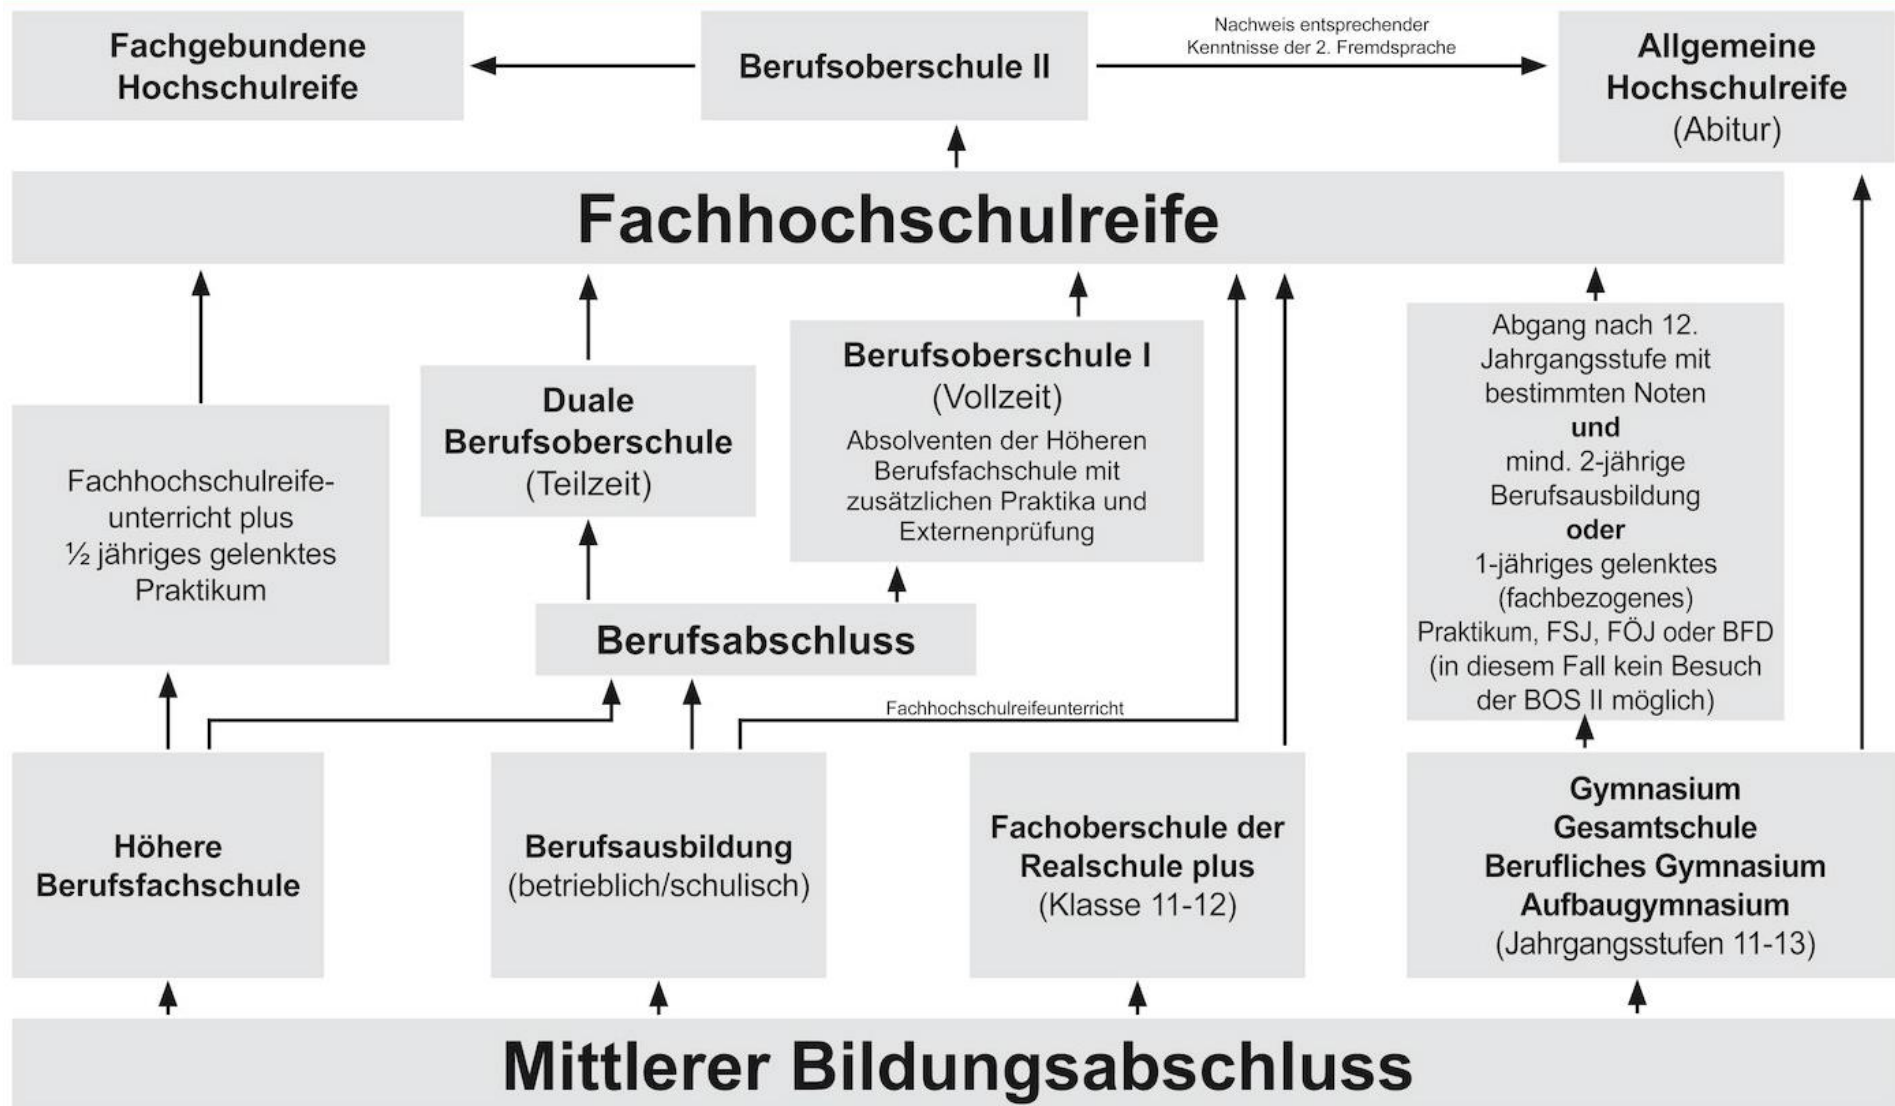 Fachgebundene
Hochschulreife
Berufsoberschule II
Nachweis entsprechender
Kenntnisse der 2. Fremdsprache
Allgemeine
Hochschulreife
(Abitur)
Fachhochschulreife
Fachhochschulreife-
unterricht plus
½ jähriges gelenktes
Praktikum
Duale
Berufsoberschule
(Teilzeit)
Berufsoberschule I
(Vollzeit)
Absolventen der Höheren
Berufsfachschule mit
zusätzlichen Praktika und
Externenprüfung
Abgang nach 12.
Jahrgangsstufe mit
bestimmten Noten
und
mind. 2-jährige
Berufsausbildung
oder
1-jähriges gelenktes
(fachbezogenes)
Praktikum, FSJ, FÖJ oder BFD
(in diesem Fall kein Besuch
der BOS II möglich)
Berufsabschluss
Fachhochschulreifeunterricht
Höhere
Berufsfachschule
Berufsausbildung
(betrieblich/schulisch)
Fachoberschule der
Realschule plus
(Klasse 11-12)
Gymnasium
Gesamtschule
Berufliches Gymnasium
Aufbaugymnasium
(Jahrgangsstufen 11-13)
Mittlerer Bildungsabschluss